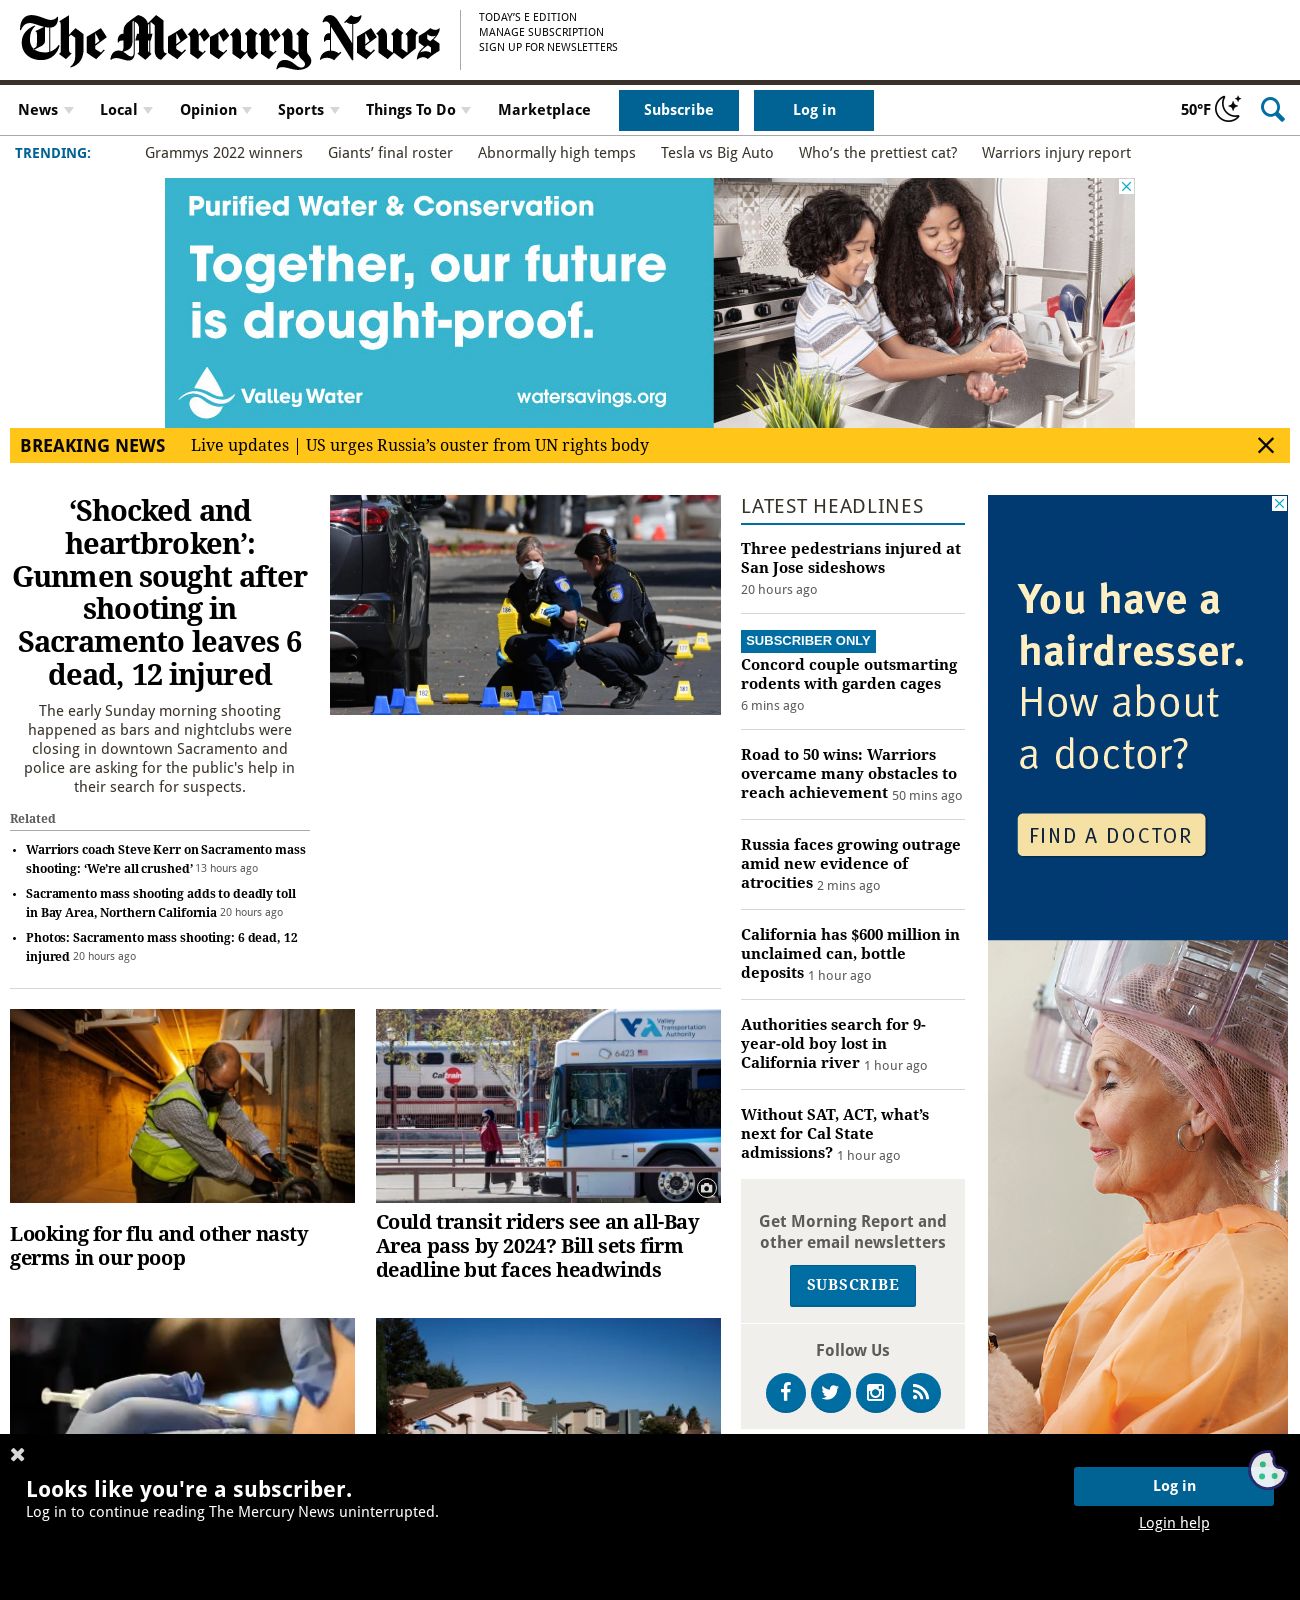 The Mercury News
TODAY'S E EDITION
MANAGE SUBSCRIPTION
SIGN UP FOR NEWSLETTERS
News
Local
Opinion
Sports
Things To Do
Marketplace
Subscribe
Log in
50°F
TRENDING:
Grammys 2022 winners
Giants’ final roster
Abnormally high temps
Tesla vs Big Auto
Who’s the prettiest cat?
Warriors injury report
Purified Water & Conservation
Together, our future
is drought-proof.
Valley Water
watersavings.org
BREAKING NEWS
Live updates | US urges Russia’s ouster from UN rights body
‘Shocked and
heartbroken’:
Gunmen sought after
shooting in
Sacramento leaves 6
dead, 12 injured
The early Sunday morning shooting
happened as bars and nightclubs were
closing in downtown Sacramento and
police are asking for the public's help in
their search for suspects.
Related
Warriors coach Steve Kerr on Sacramento mass
shooting: ‘We’re all crushed’ 13 hours ago
Sacramento mass shooting adds to deadly toll
in Bay Area, Northern California 20 hours ago
Photos: Sacramento mass shooting: 6 dead, 12
injured 20 hours ago
186
182
184
176
177
181
Valley
Transportation
Authority
6423
Caltrain
Looking for flu and other nasty
germs in our poop
Could transit riders see an all-Bay
Area pass by 2024? Bill sets firm
deadline but faces headwinds
LATEST HEADLINES
Three pedestrians injured at
San Jose sideshows
20 hours ago
SUBSCRIBER ONLY
Concord couple outsmarting
rodents with garden cages
6 mins ago
Road to 50 wins: Warriors
overcame many obstacles to
reach achievement 50 mins ago
Russia faces growing outrage
amid new evidence of
atrocities 2 mins ago
California has $600 million in
unclaimed can, bottle
deposits 1 hour ago
Authorities search for 9-
year-old boy lost in
California river 1 hour ago
Without SAT, ACT, what’s
next for Cal State
admissions? 1 hour ago
Get Morning Report and
other email newsletters
SUBSCRIBE
Follow Us
You have a
hairdresser.
How about
a doctor?
FIND A DOCTOR
Looks like you're a subscriber.
Log in to continue reading The Mercury News uninterrupted.
Log in
Login help